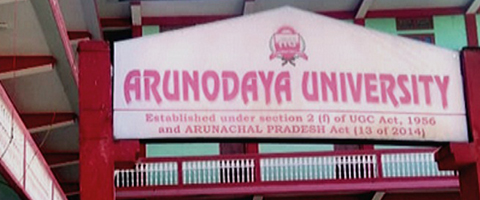 ARUNODAYA UNIVERSITY
Established under section 2 (f) of UGC Act, 1956
and ARUNACHAL PRADESH Act (13 of 2014)